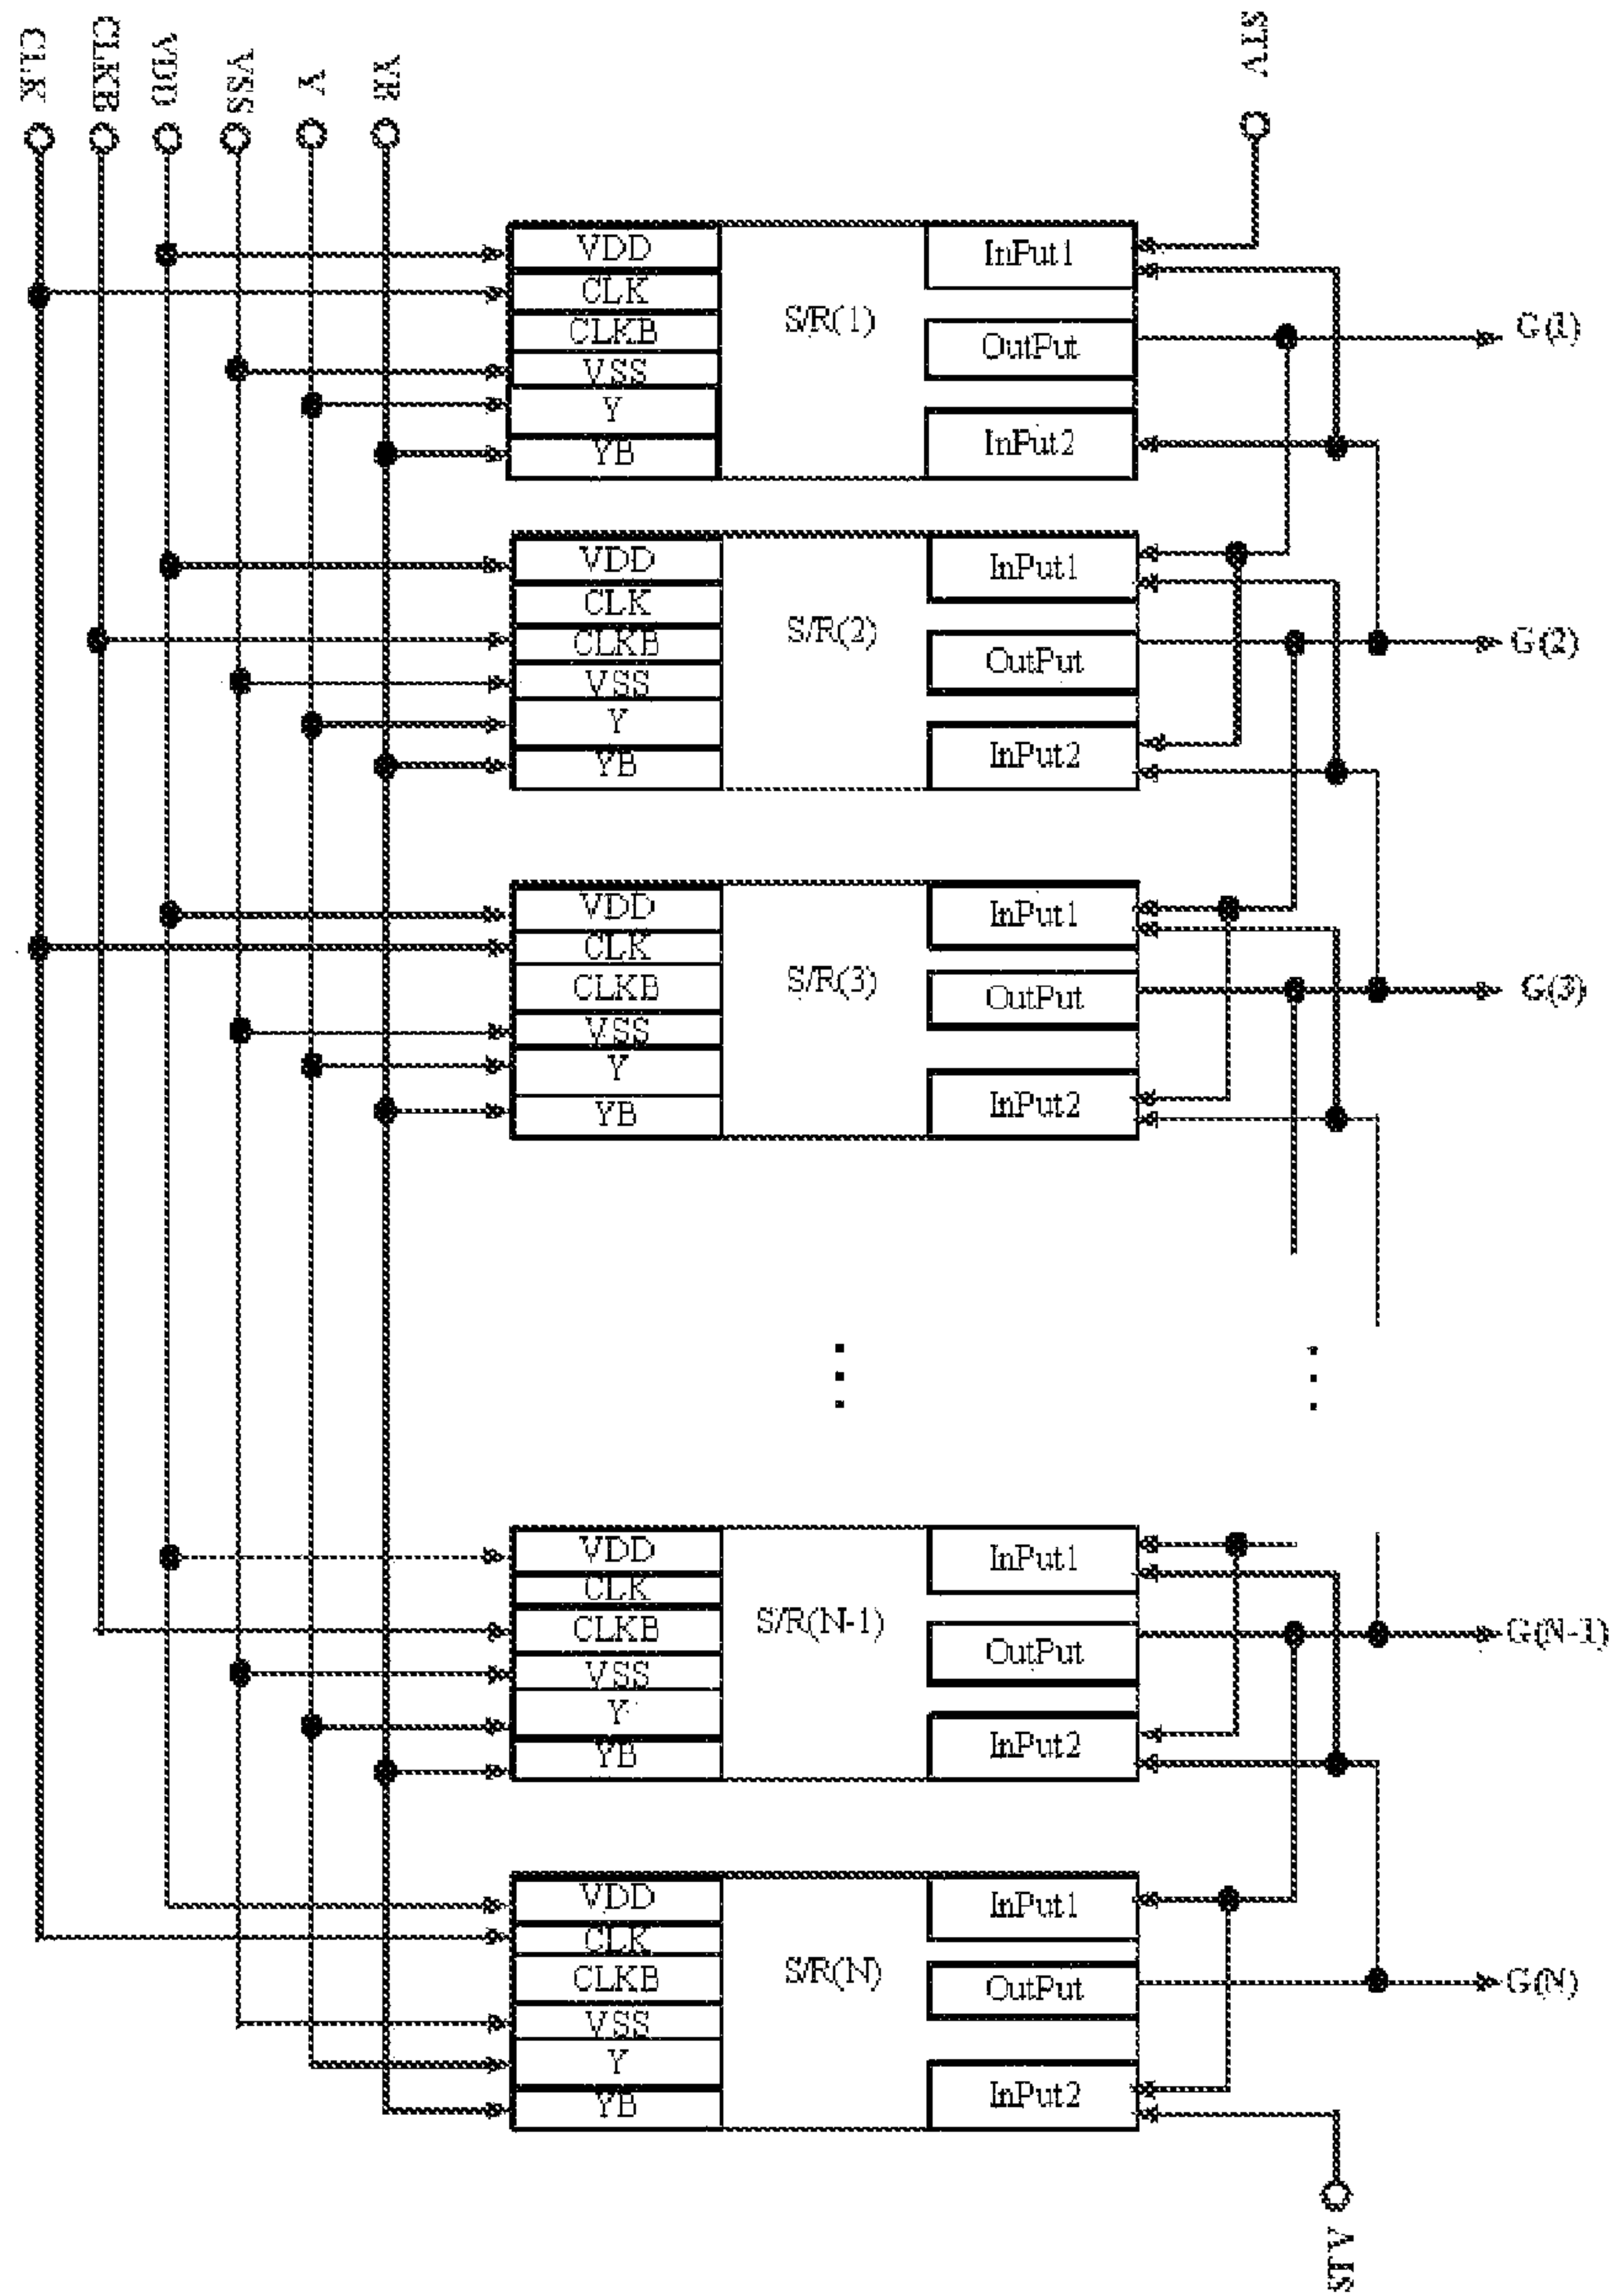 CLK
CLKB
VDD
VSS
Y
YB
STV
VDD
CLK
CLKB
VSS
Y
YB
S/R(1)
InPut1
OutPut
InPut2
G(1)
VDD
CLK
CLKB
VSS
Y
YB
S/R(2)
InPut1
OutPut
InPut2
G(2)
VDD
CLK
CLKB
VSS
Y
YB
S/R(3)
InPut1
OutPut
InPut2
G(3)
VDD
CLK
CLKB
VSS
Y
YB
S/R(N-1)
InPut1
OutPut
InPut2
G(N-1)
VDD
CLK
CLKB
VSS
Y
YB
S/R(N)
InPut1
OutPut
InPut2
G(N)
STV